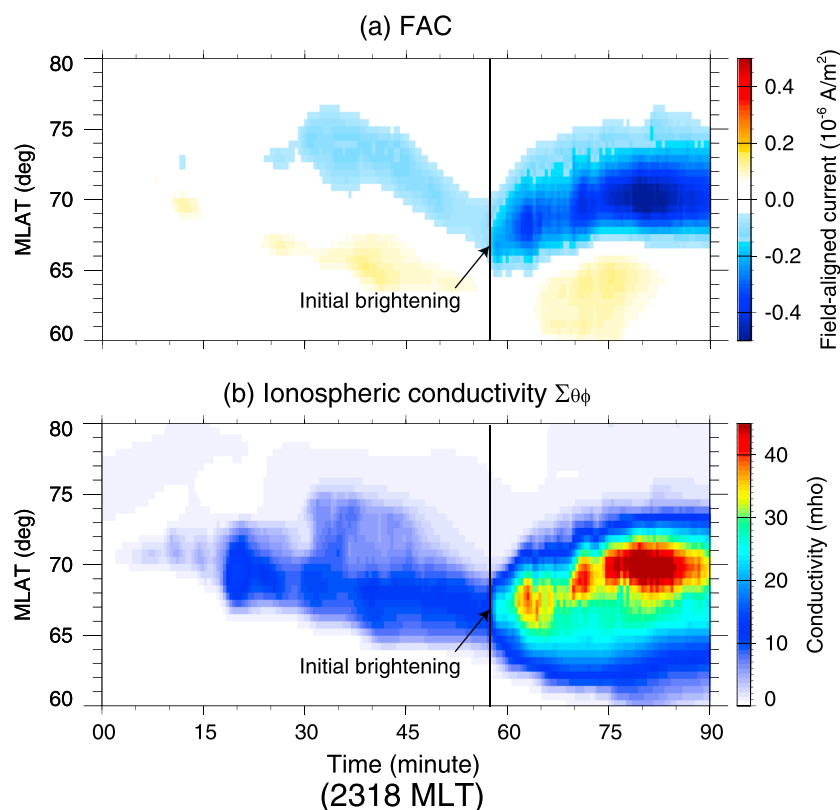 (a) FAC
80
75
70
65
60
MLAT (deg)
Initial brightening
0.4
0.2
0.0
-0.2
-0.4
Field-aligned current (10⁻⁶ A/m²)
(b) Ionospheric conductivity Σθϕ
80
75
70
65
60
MLAT (deg)
Initial brightening
40
30
20
10
0
Conductivity (mho)
00 15 30 45 60 75 90
Time (minute)
(2318 MLT)